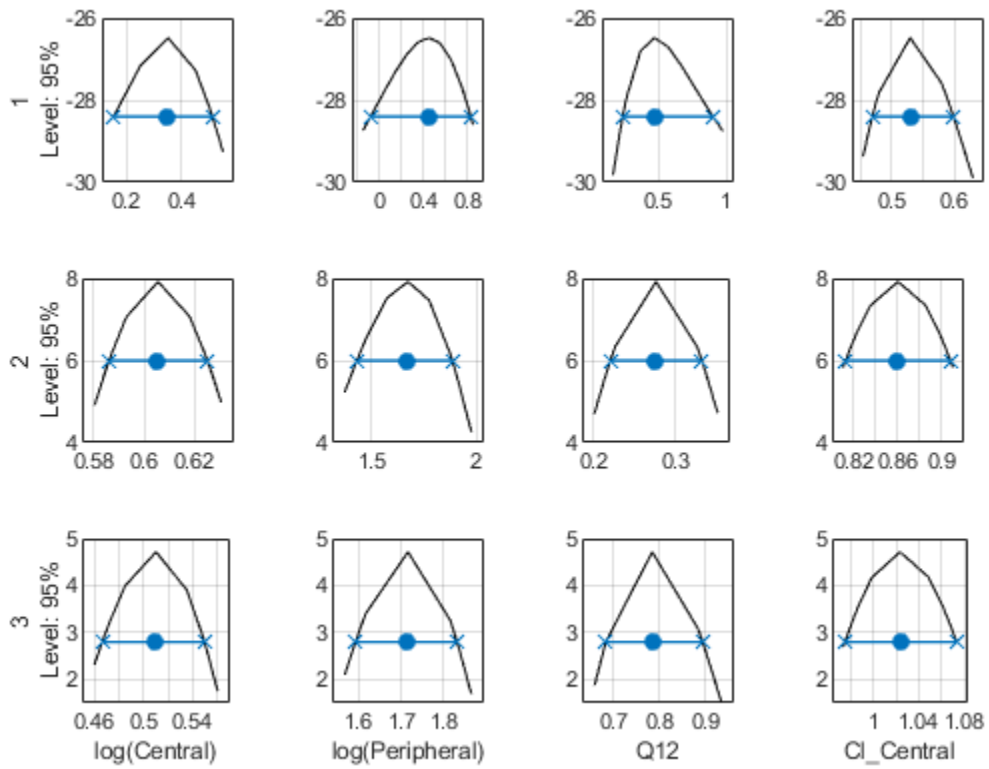 -26 -26 -26 -26
1
Level: 95%
-28 -28 -28 -28
-30 -30 -30 -30
0.2 0.4 0 0.4 0.8 0.5 1 0.5 0.6
8 8 8 8
2
Level: 95%
6 6 6 6
4 4 4 4
0.58 0.6 0.62 1.5 2 0.2 0.3 0.82 0.86 0.9
5 5 5 5
3
Level: 95%
4 4 4 4
3 3 3 3
2 2 2 2
0.46 0.5 0.54 1.6 1.7 1.8 0.7 0.8 0.9 1 1.04 1.08
log(Central) log(Peripheral) Q12 Cl_Central